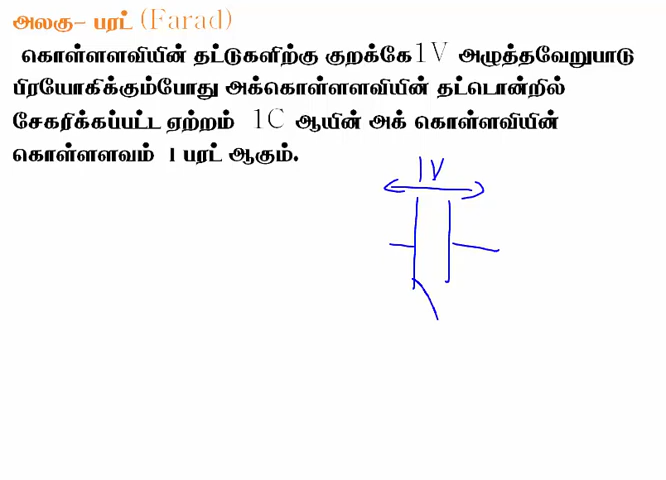 அலகு- பரட் (Farad)
கொள்ளளவியின் தட்டுகளிற்கு குறக்கே 1V அழுத்தவேறுபாடு
பிரயோகிக்கும்போது அக்கொள்ளளவியின் தட்டொன்றில்
சேகரிக்கப்பட்ட ஏற்றம் 1C ஆயின் அக் கொள்ளவியின்
கொள்ளளவம் 1 பரட் ஆகும்.
1V